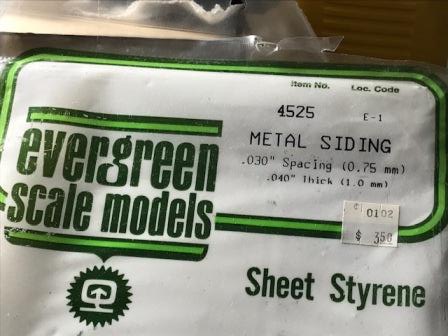 Item No. Loc. Code
4525 E-1
METAL SIDING
.030" Spacing (0.75 mm)
.040" Thick (1.0 mm)
evergreen
scale models
¢ 0102
$ 350
Sheet Styrene